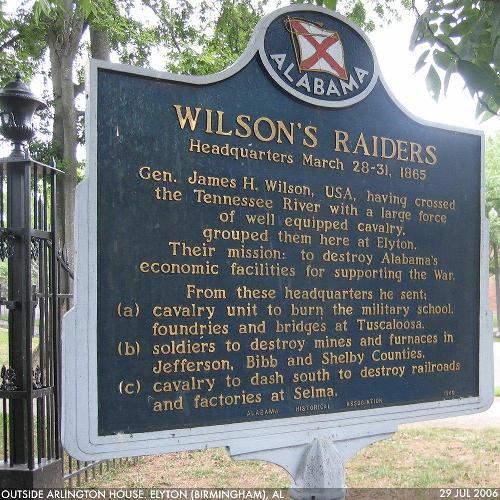 ALABAMA
WILSON'S RAIDERS
Headquarters March 28-31, 1865
Gen. James H. Wilson, USA, having crossed
the Tennessee River with a large force
of well equipped cavalry,
grouped them here at Elyton.
Their mission: to destroy Alabama's
economic facilities for supporting the War.
From these headquarters he sent:
(a) cavalry unit to burn the military school,
foundries and bridges at Tuscaloosa.
(b) soldiers to destroy mines and furnaces in
Jefferson, Bibb and Shelby Counties.
(c) cavalry to dash south to destroy railroads
and factories at Selma.
ALABAMA HISTORICAL ASSOCIATION
OUTSIDE ARLINGTON HOUSE. ELYTON (BIRMINGHAM), AL 29 JUL 2006